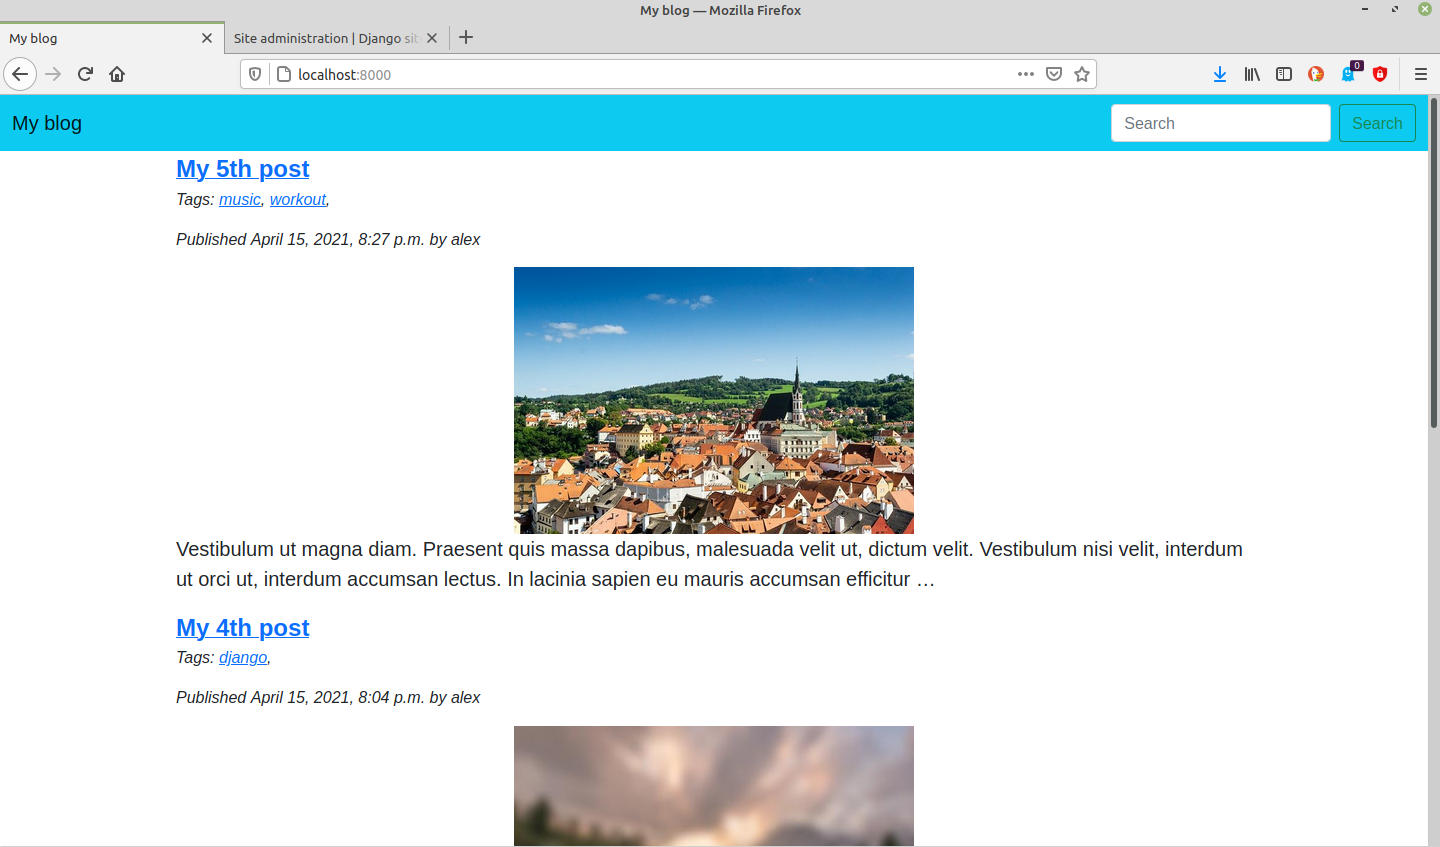 My blog — Mozilla Firefox
My blog
Site administration | Django sit
localhost:8000
0
My blog
Search
Search
My 5th post
Tags: music, workout,
Published April 15, 2021, 8:27 p.m. by alex
Vestibulum ut magna diam. Praesent quis massa dapibus, malesuada velit ut, dictum velit. Vestibulum nisi velit, interdum
ut orci ut, interdum accumsan lectus. In lacinia sapien eu mauris accumsan efficitur …
My 4th post
Tags: django,
Published April 15, 2021, 8:04 p.m. by alex